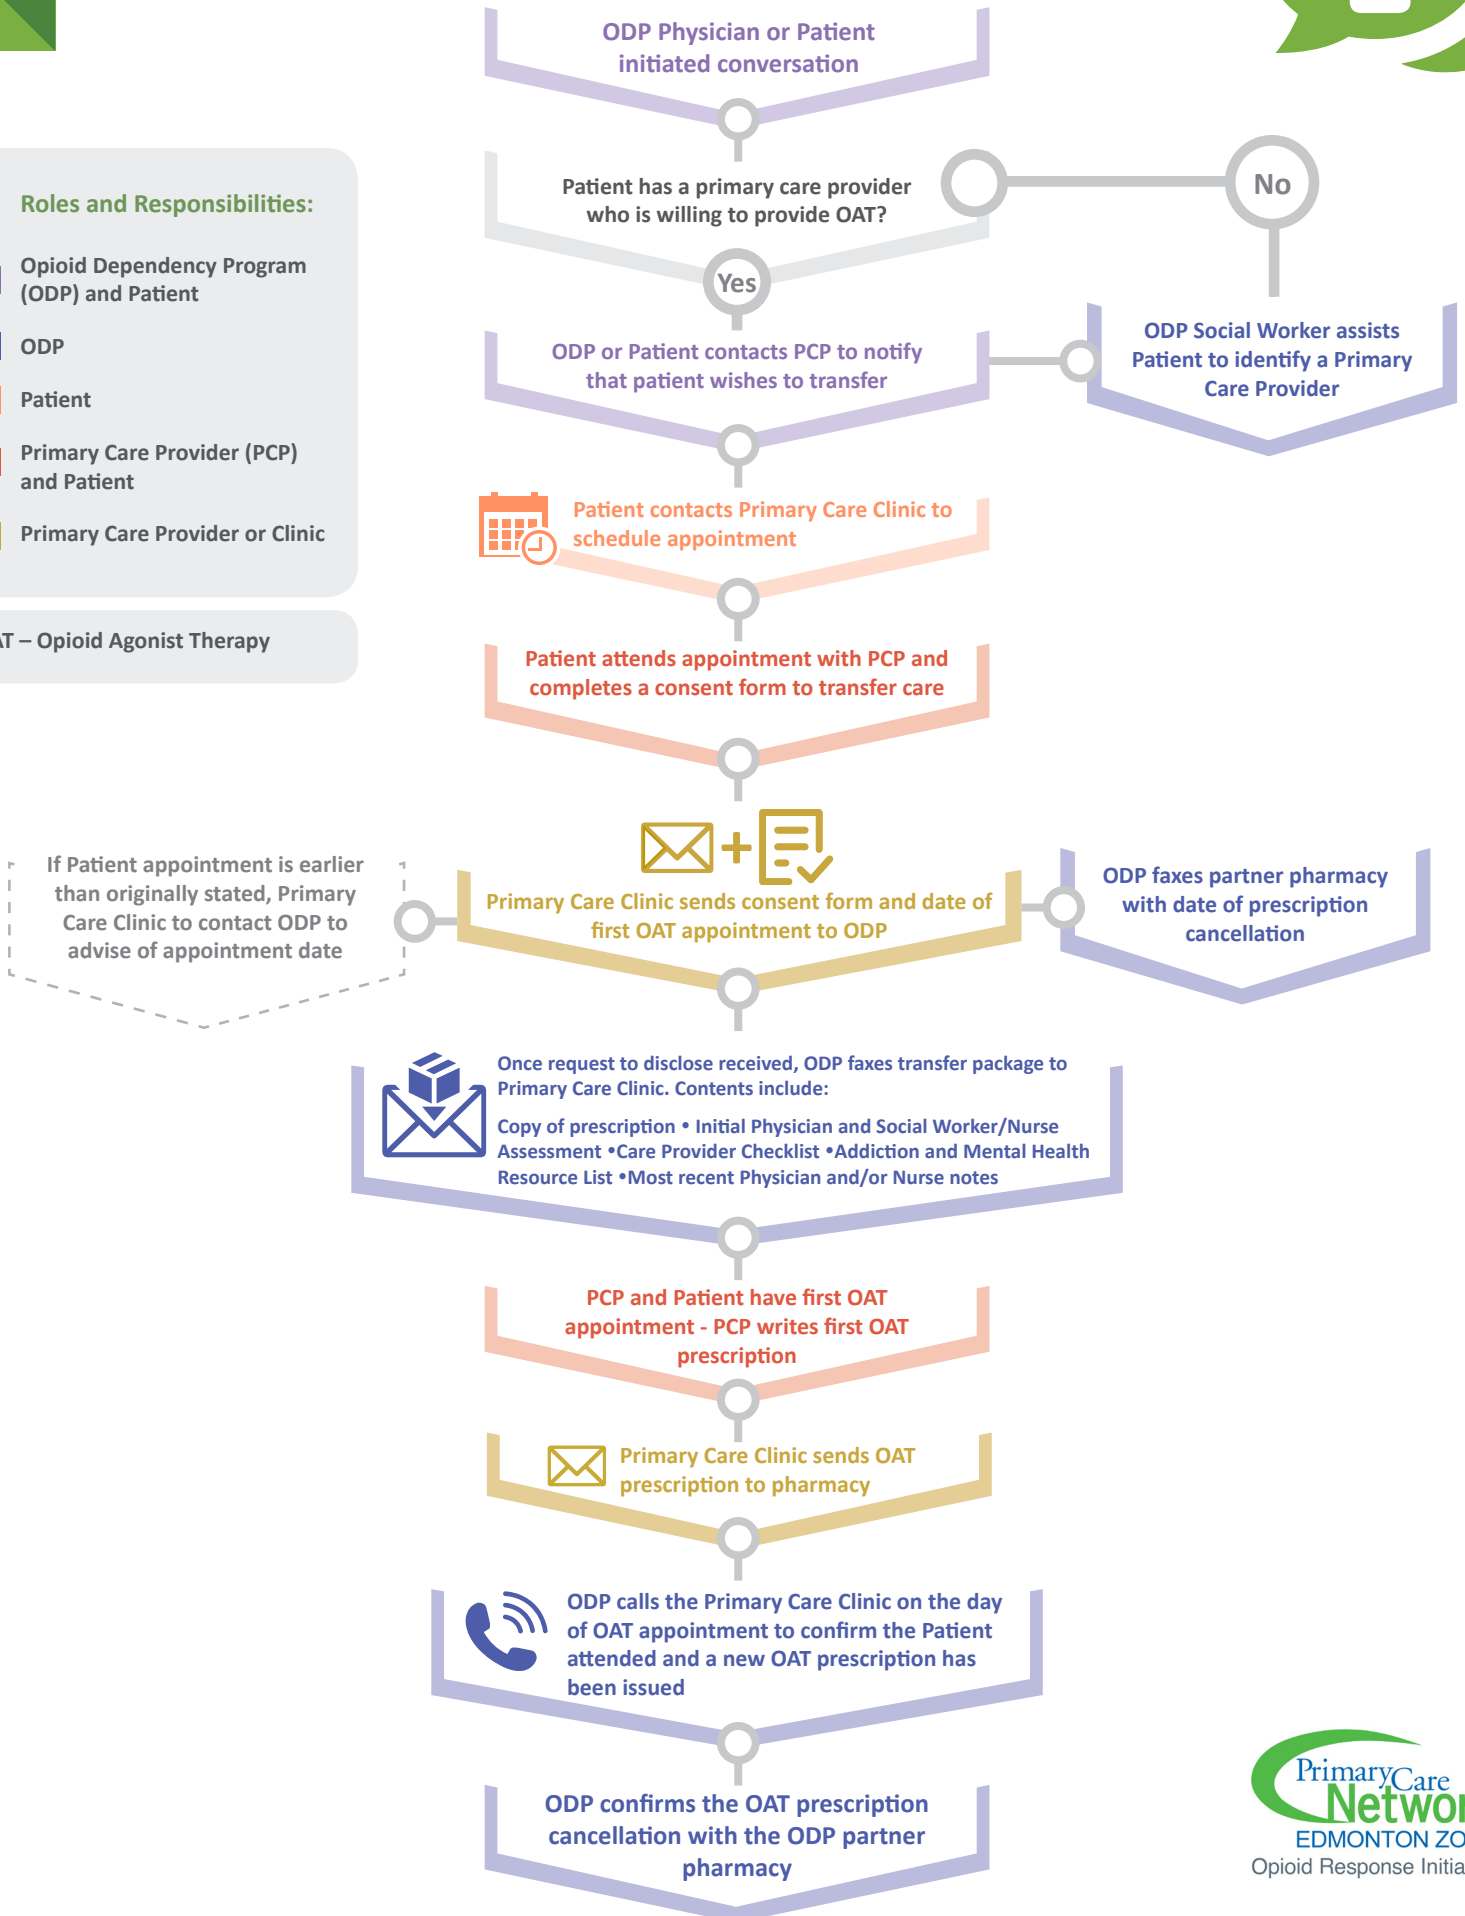 ODP Physician or Patient
initiated conversation
Patient has a primary care provider
who is willing to provide OAT?
No
Yes
ODP or Patient contacts PCP to notify
that patient wishes to transfer
ODP Social Worker assists
Patient to identify a Primary
Care Provider
Roles and Responsibilities:
Opioid Dependency Program
(ODP) and Patient
ODP
Patient
Primary Care Provider (PCP)
and Patient
Primary Care Provider or Clinic
– Opioid Agonist Therapy
Patient contacts Primary Care Clinic to
schedule appointment
Patient attends appointment with PCP and
completes a consent form to transfer care
If Patient appointment is earlier
than originally stated, Primary
Care Clinic to contact ODP to
advise of appointment date
Primary Care Clinic sends consent form and date of
first OAT appointment to ODP
ODP faxes partner pharmacy
with date of prescription
cancellation
Once request to disclose received, ODP faxes transfer package to
Primary Care Clinic. Contents include:
Copy of prescription • Initial Physician and Social Worker/Nurse
Assessment •Care Provider Checklist •Addiction and Mental Health
Resource List •Most recent Physician and/or Nurse notes
PCP and Patient have first OAT
appointment - PCP writes first OAT
prescription
Primary Care Clinic sends OAT
prescription to pharmacy
ODP calls the Primary Care Clinic on the day
of OAT appointment to confirm the Patient
attended and a new OAT prescription has
been issued
ODP confirms the OAT prescription
cancellation with the ODP partner
pharmacy
PrimaryCare
EDMONTON
Opioid Response